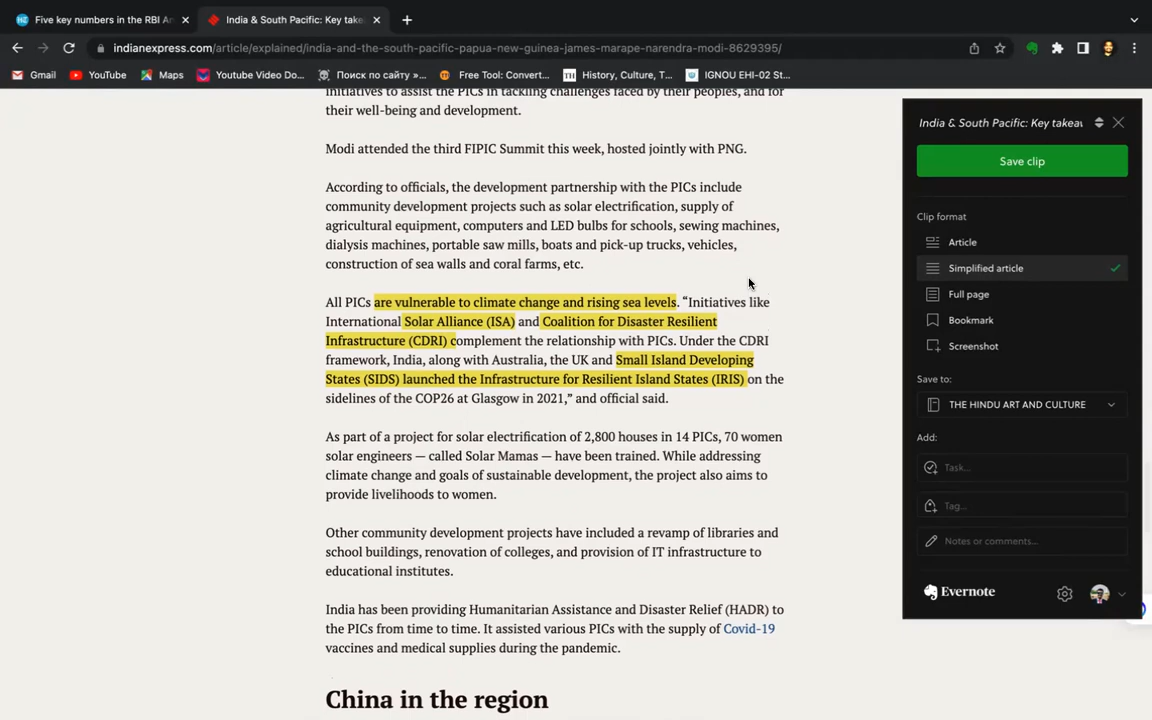 Five key numbers in the RBI An
India & South Pacific: Key take
indianexpress.com/article/explained/india-and-the-south-pacific-papua-new-guinea-james-marape-narendra-modi-8629395/
Gmail
YouTube
Maps
Youtube Video Do...
Поиск по сайту »...
Free Tool: Convert...
TH
History, Culture, T...
IGNOU EHI-02 St...
initiatives to assist the PICs in tackling challenges faced by their peoples, and for
their well-being and development.
Modi attended the third FIPIC Summit this week, hosted jointly with PNG.
According to officials, the development partnership with the PICs include
community development projects such as solar electrification, supply of
agricultural equipment, computers and LED bulbs for schools, sewing machines,
dialysis machines, portable saw mills, boats and pick-up trucks, vehicles,
construction of sea walls and coral farms, etc.
All PICs are vulnerable to climate change and rising sea levels. “Initiatives like
International Solar Alliance (ISA) and Coalition for Disaster Resilient
Infrastructure (CDRI) complement the relationship with PICs. Under the CDRI
framework, India, along with Australia, the UK and Small Island Developing
States (SIDS) launched the Infrastructure for Resilient Island States (IRIS) on the
sidelines of the COP26 at Glasgow in 2021,” and official said.
As part of a project for solar electrification of 2,800 houses in 14 PICs, 70 women
solar engineers — called Solar Mamas — have been trained. While addressing
climate change and goals of sustainable development, the project also aims to
provide livelihoods to women.
Other community development projects have included a revamp of libraries and
school buildings, renovation of colleges, and provision of IT infrastructure to
educational institutes.
India has been providing Humanitarian Assistance and Disaster Relief (HADR) to
the PICs from time to time. It assisted various PICs with the supply of Covid-19
vaccines and medical supplies during the pandemic.
China in the region
India & South Pacific: Key takeaw
Save clip
Clip format
Article
Simplified article
Full page
Bookmark
Screenshot
Save to:
THE HINDU ART AND CULTURE
Add:
Task...
Tag...
Notes or comments...
Evernote